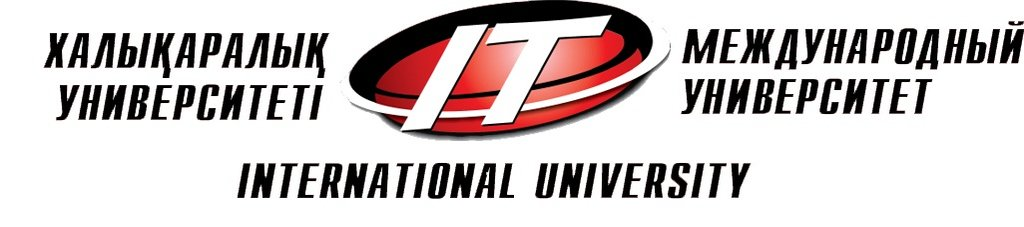 ХАЛЫҚАРАЛЫҚ
УНИВЕРСИТЕТІ
IT
МЕЖДУНАРОДНЫЙ
УНИВЕРСИТЕТ
INTERNATIONAL UNIVERSITY